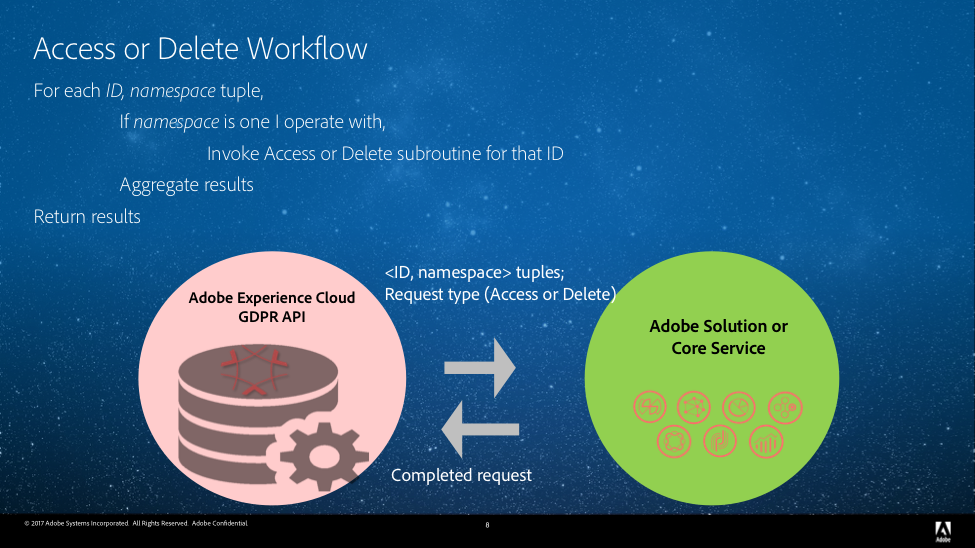 Access or Delete Workflow
For each ID, namespace tuple,
If namespace is one I operate with,
Invoke Access or Delete subroutine for that ID
Aggregate results
Return results
<ID, namespace> tuples;
Request type (Access or Delete)
Adobe Experience Cloud
GDPR API
Adobe Solution or
Core Service
Completed request
© 2017 Adobe Systems Incorporated. All Rights Reserved. Adobe Confidential.
8
Adobe